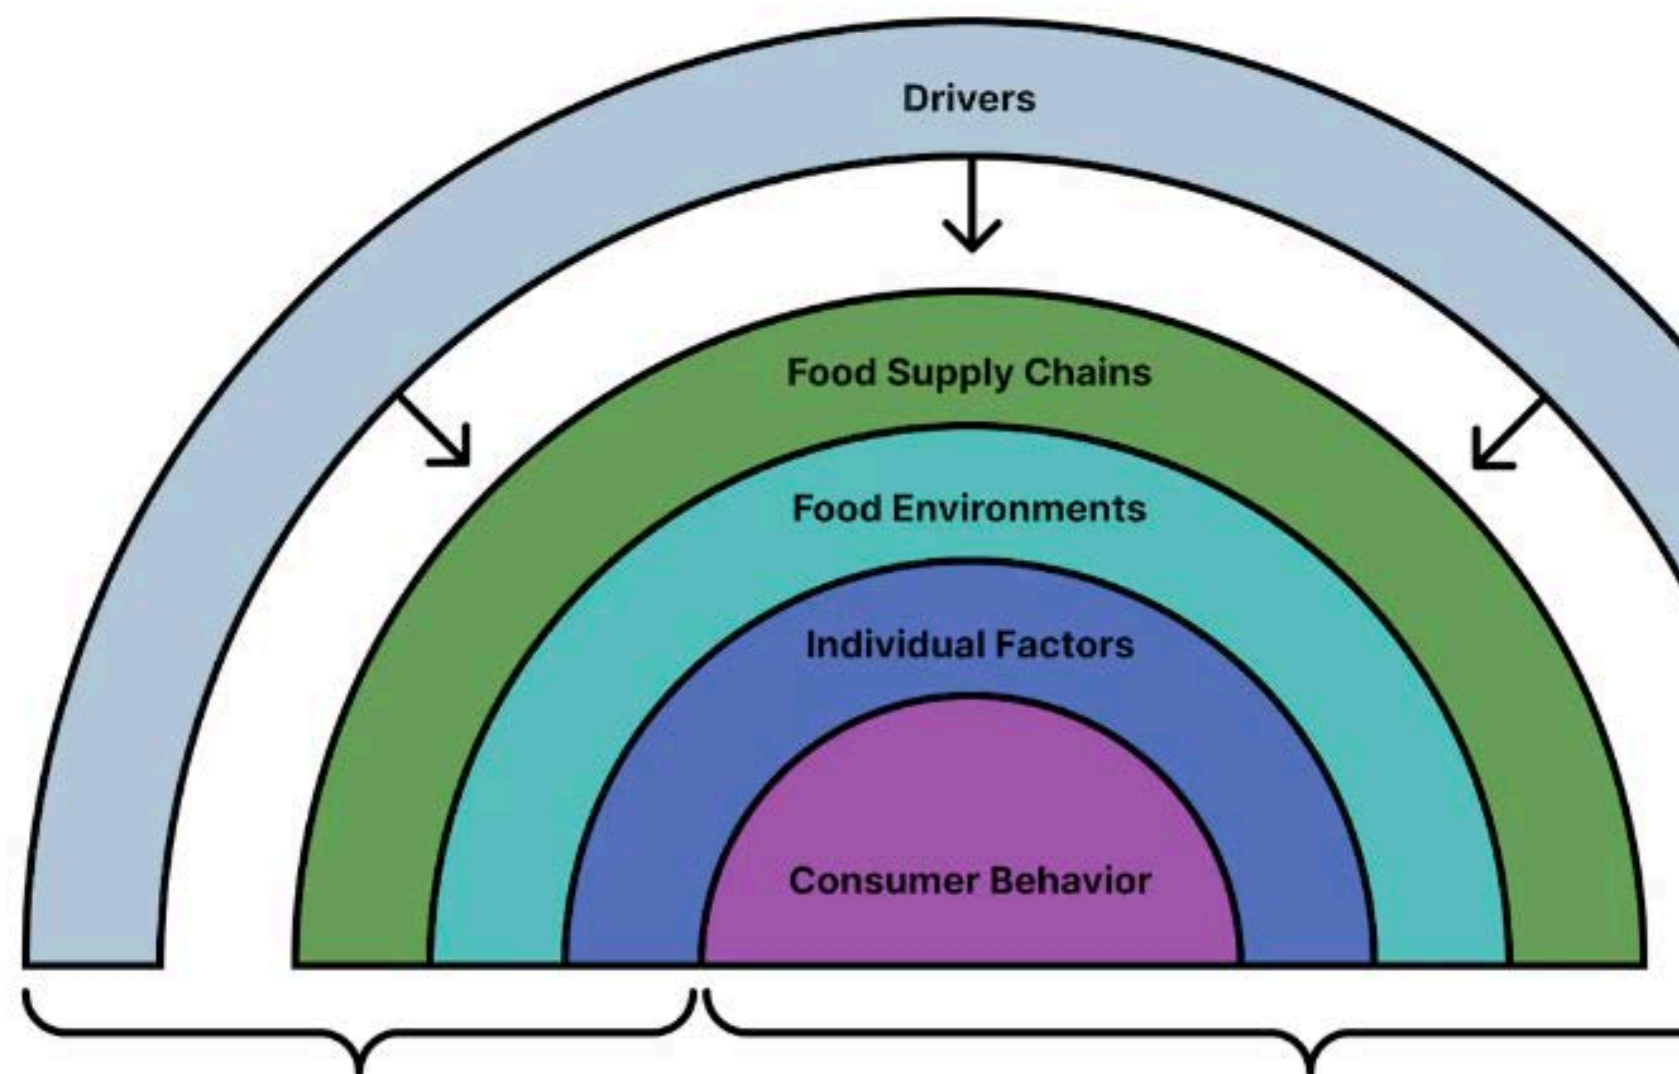 Drivers
Food Supply Chains
Food Environments
Individual Factors
Consumer Behavior